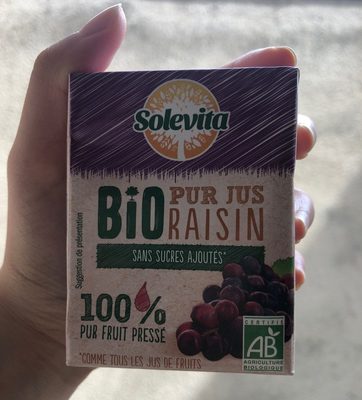 Solevita
BIO
PUR JUS
RAISIN
SANS SUCRES AJOUTÉS*
Suggestion de présentation
100%
PUR FRUIT PRESSÉ
*COMME TOUS LES JUS DE FRUITS
CERTIFIÉ
AB
AGRICULTURE
BIOLOGIQUE